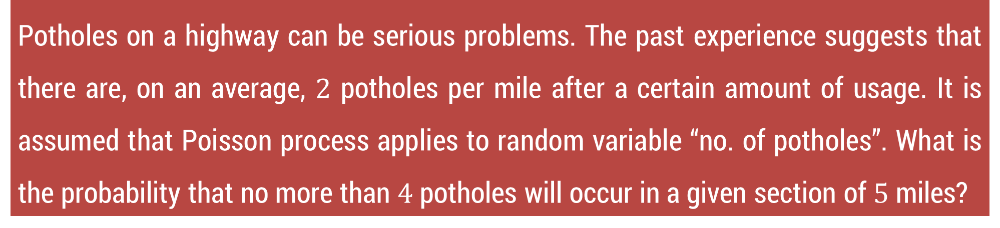 Potholes on a highway can be serious problems. The past experience suggests that
there are, on an average, 2 potholes per mile after a certain amount of usage. It is
assumed that Poisson process applies to random variable “no. of potholes”. What is
the probability that no more than 4 potholes will occur in a given section of 5 miles?